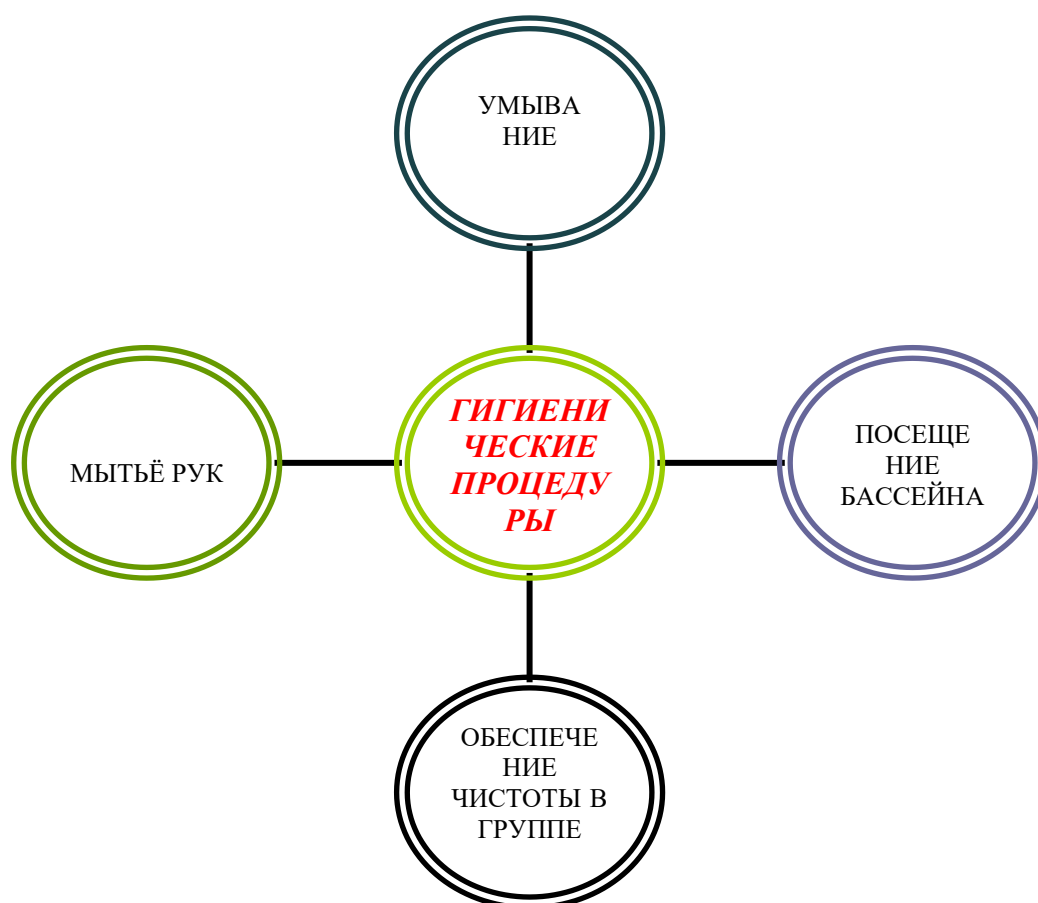 УМЫВА
НИЕ
МЫТЬЁ РУК
ГИГИЕНИ
ЧЕСКИЕ
ПРОЦЕДУ
РЫ
ПОСЕЩЕ
НИЕ
БАССЕЙНА
ОБЕСПЕЧЕ
НИЕ
ЧИСТОТЫ В
ГРУППЕ